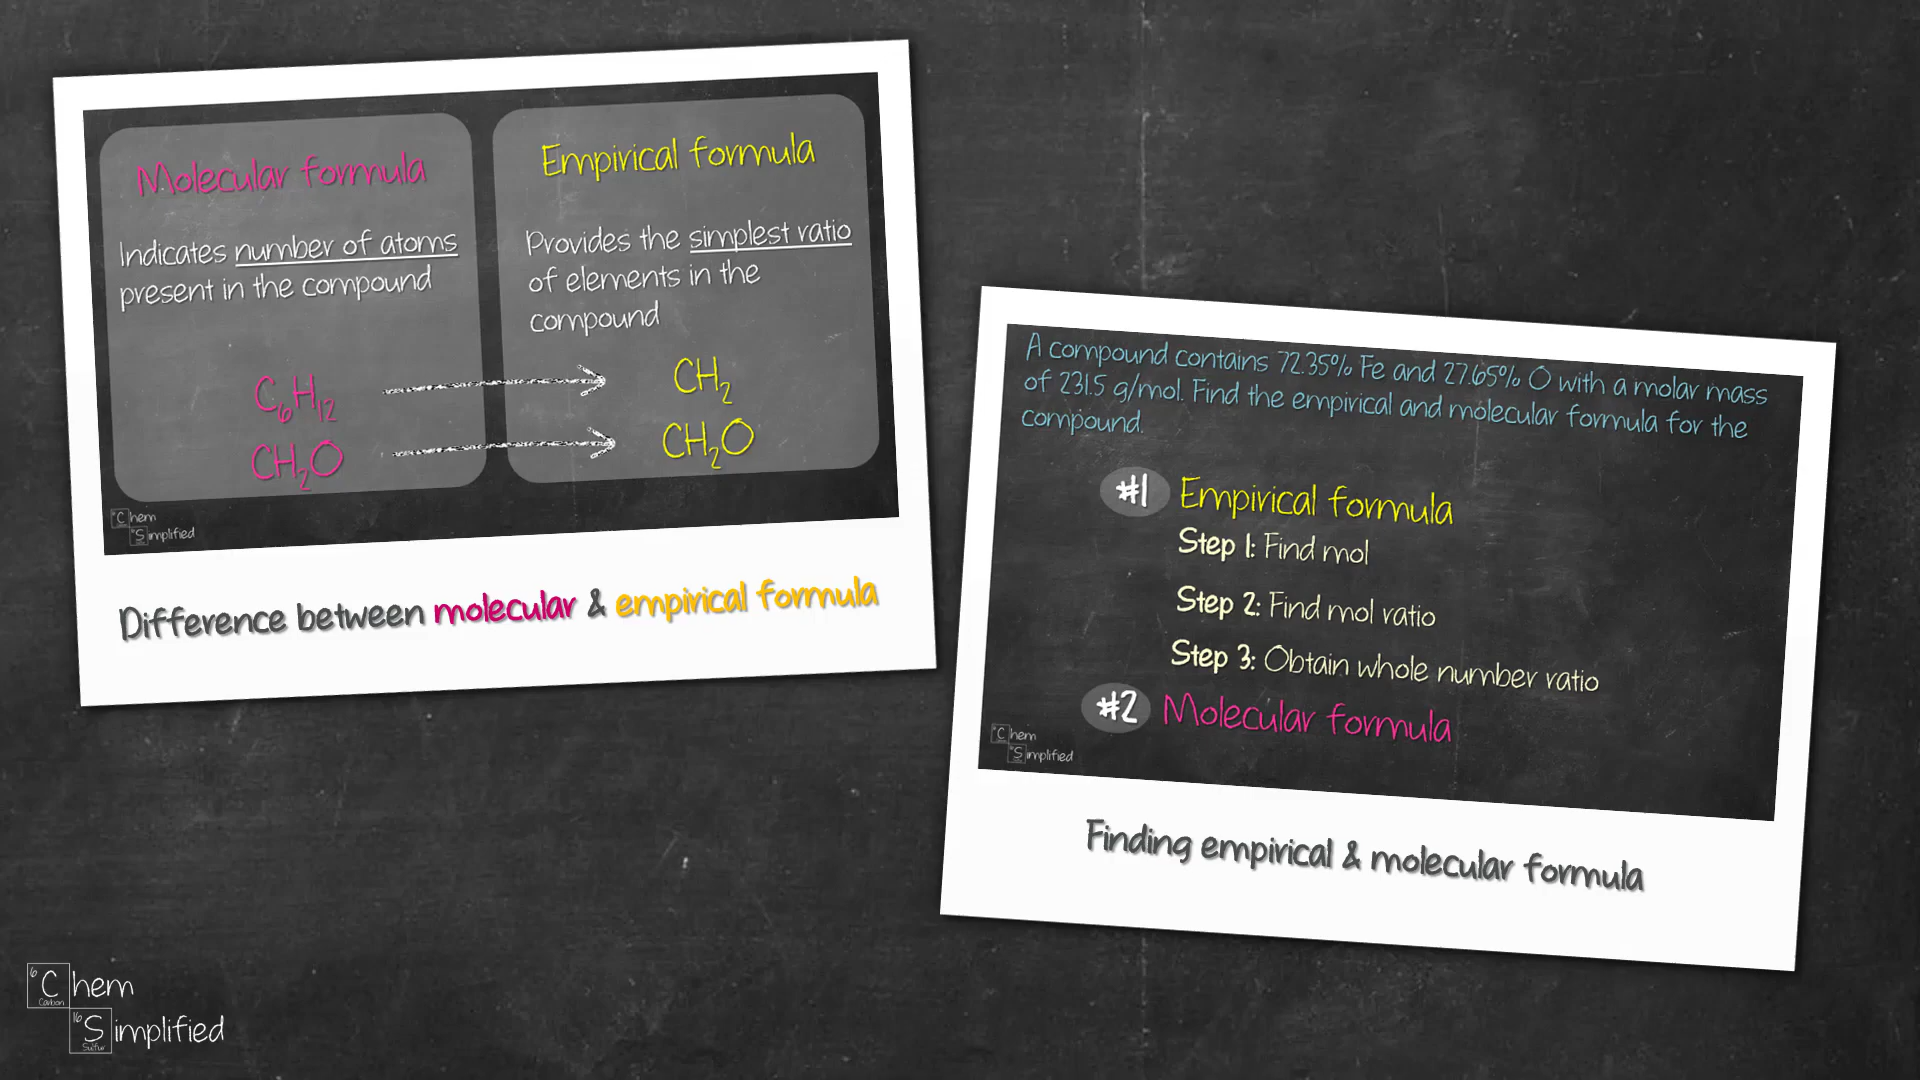 Molecular formula
Indicates number of atoms
present in the compound
C₆H₁₂
CH₂O
Empirical formula
Provides the simplest ratio
of elements in the
compound
CH₂
CH₂O
Chem
Simplified
Difference between molecular & empirical formula
A compound contains 72.35% Fe and 27.65% O with a molar mass
of 231.5 g/mol. Find the empirical and molecular formula for the
compound.
#1 Empirical formula
Step 1: Find mol
Step 2: Find mol ratio
Step 3: Obtain whole number ratio
#2 Molecular formula
Chem
Simplified
Finding empirical & molecular formula
6
Chem
Carbon
16
Simplified
Sulfur